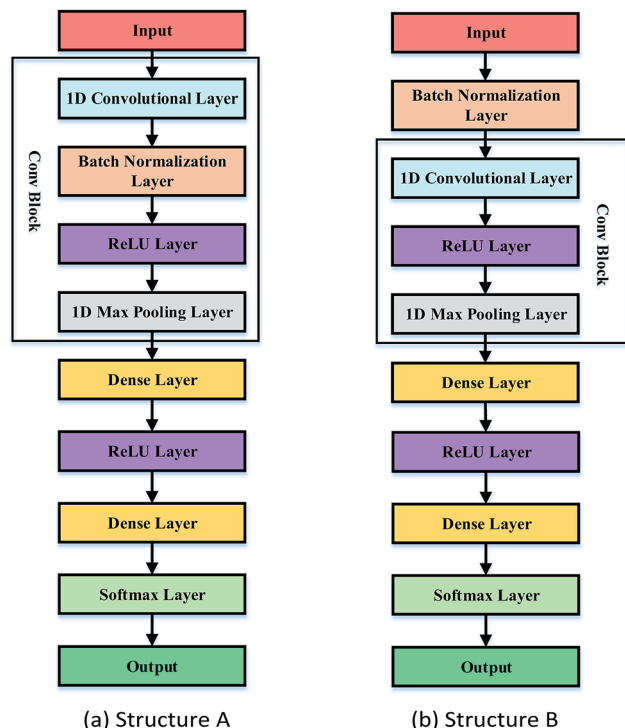 Input
1D Convolutional Layer
Batch Normalization
Layer
ReLU Layer
1D Max Pooling Layer
Conv Block
Dense Layer
ReLU Layer
Dense Layer
Softmax Layer
Output
(a) Structure A
Input
Batch Normalization
Layer
1D Convolutional Layer
ReLU Layer
1D Max Pooling Layer
Conv Block
Dense Layer
ReLU Layer
Dense Layer
Softmax Layer
Output
(b) Structure B